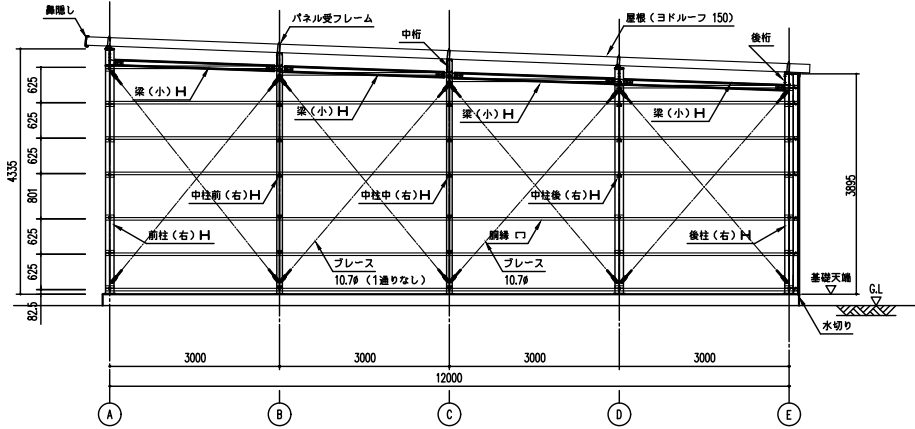 鼻隠し
パネル受フレーム
中桁
屋根(ヨドルーフ 150)
後桁
梁(小)H
梁(小)H
梁(小)H
梁(小)H
625
625
625
801
625
625
82.5
4335
3895
中柱前(右)H
中柱中(右)H
中柱後(右)H
前柱(右)H
胴縁
後柱(右)H
ブレース
10.7φ (1通りなし)
ブレース
10.7φ
基礎天端
G.L
水切り
3000
3000
3000
3000
12000
A
B
C
D
E